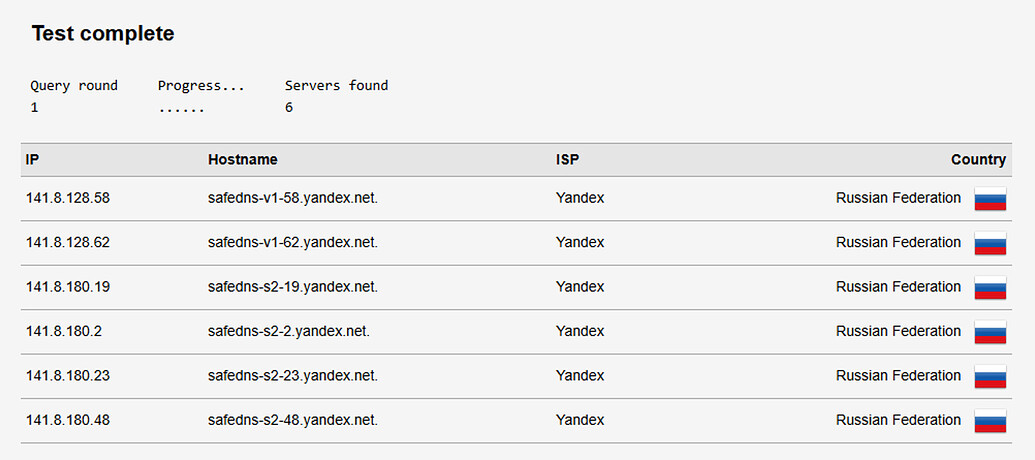 Test complete
Query round Progress... Servers found
1 ...... 6
IP Hostname ISP Country
141.8.128.58 safedns-v1-58.yandex.net. Yandex Russian Federation
141.8.128.62 safedns-v1-62.yandex.net. Yandex Russian Federation
141.8.180.19 safedns-s2-19.yandex.net. Yandex Russian Federation
141.8.180.2 safedns-s2-2.yandex.net. Yandex Russian Federation
141.8.180.23 safedns-s2-23.yandex.net. Yandex Russian Federation
141.8.180.48 safedns-s2-48.yandex.net. Yandex Russian Federation